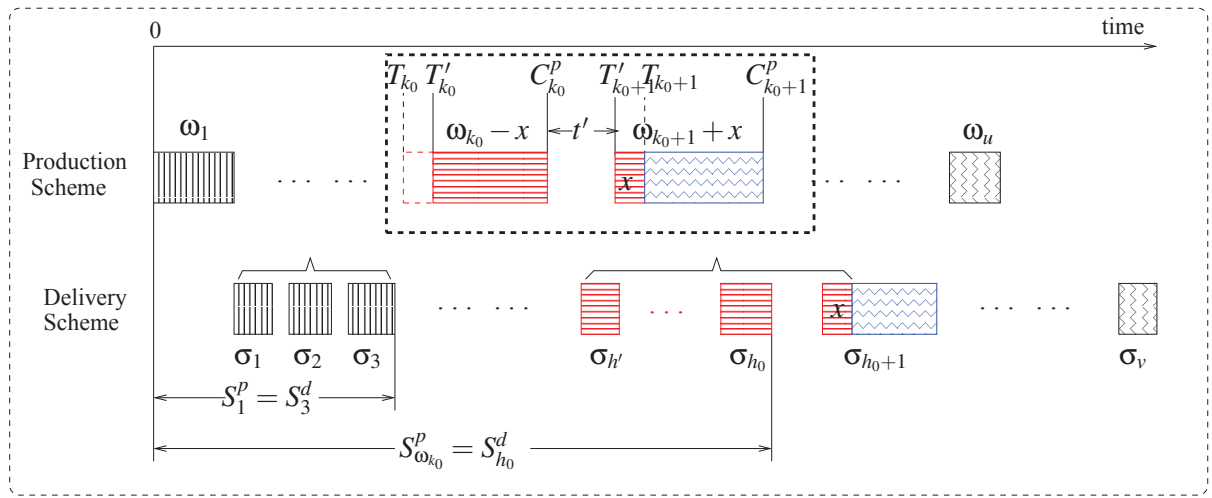 0 time
T_{k_0} T'_{k_0} C^p_{k_0} T'_{k_0+1} T_{k_0+1} C^p_{k_0+1}
ω_1 ω_{k_0} − x t′ ω_{k_0+1} + x ω_u
Production
Scheme
... ... x ... ...
Delivery
Scheme
... ... ... x ... ...
σ_1 σ_2 σ_3 σ_{h′} σ_{h_0} σ_{h_0+1} σ_v
S^p_1 = S^d_3
S^p_{ω_{k_0}} = S^d_{h_0}